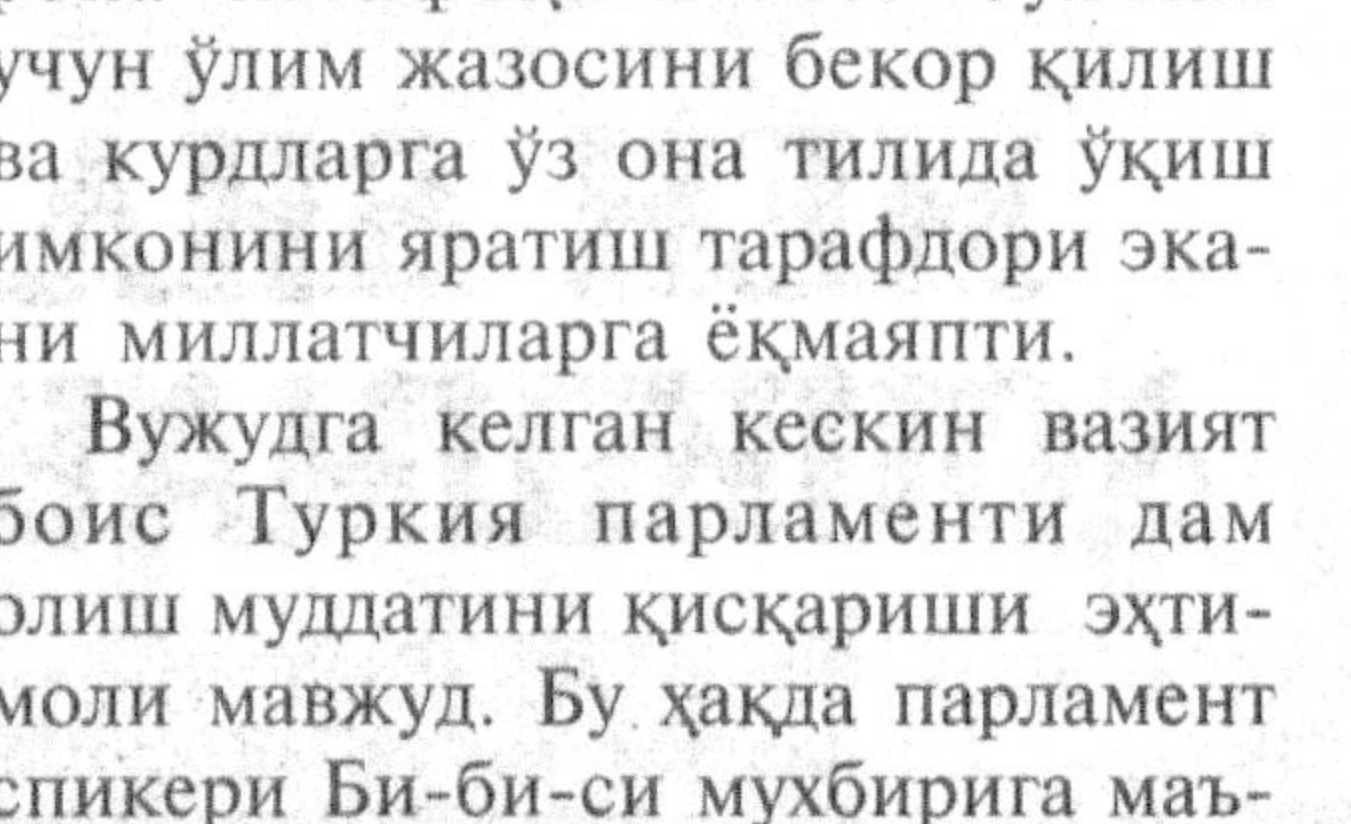 учун ўлим жазосини бекор қилиш
ва курдларга ўз она тилида ўқиш
имконини яратиш тарафдори эка-
ни миллатчиларга ёқмаяпти.
Вужудга келган кескин вазият
боис Туркия парламенти дам
олиш муддатини қисқариши эҳти-
моли мавжуд. Бу ҳақда парламент
спикери Би-би-си мухбирига маъ-